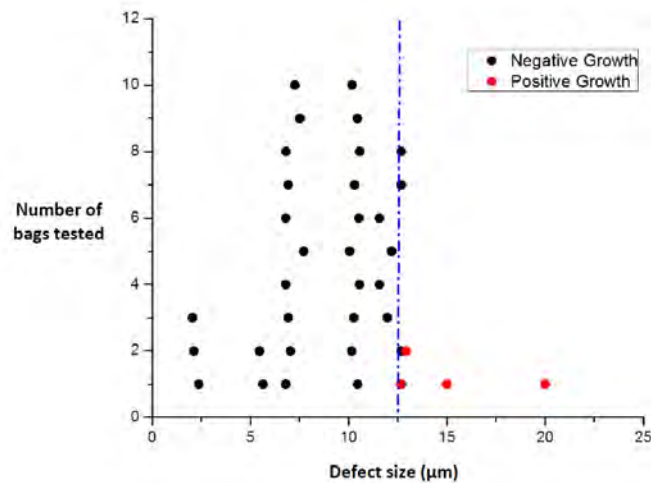 12
10
8
6
4
2
0
Number of
bags tested
Negative Growth
Positive Growth
0 5 10 15 20 25
Defect size (μm)